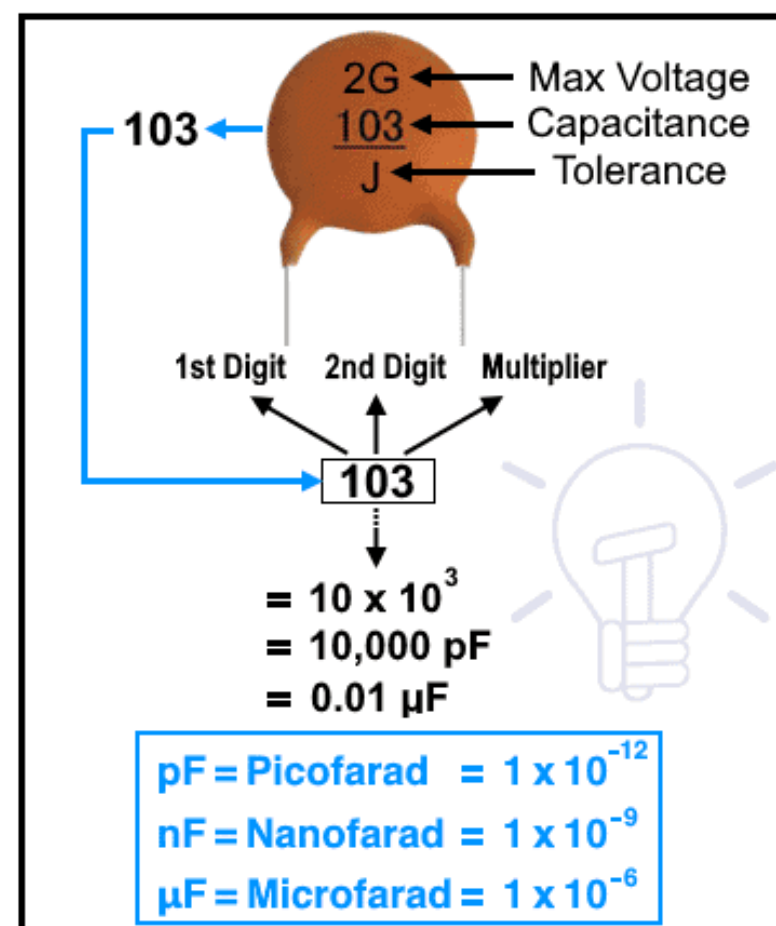 2G Max Voltage
103 103 Capacitance
J Tolerance
1st Digit 2nd Digit Multiplier
103
= 10 x 10³
= 10,000 pF
= 0.01 µF
pF = Picofarad = 1 x 10⁻¹²
nF = Nanofarad = 1 x 10⁻⁹
µF = Microfarad = 1 x 10⁻⁶